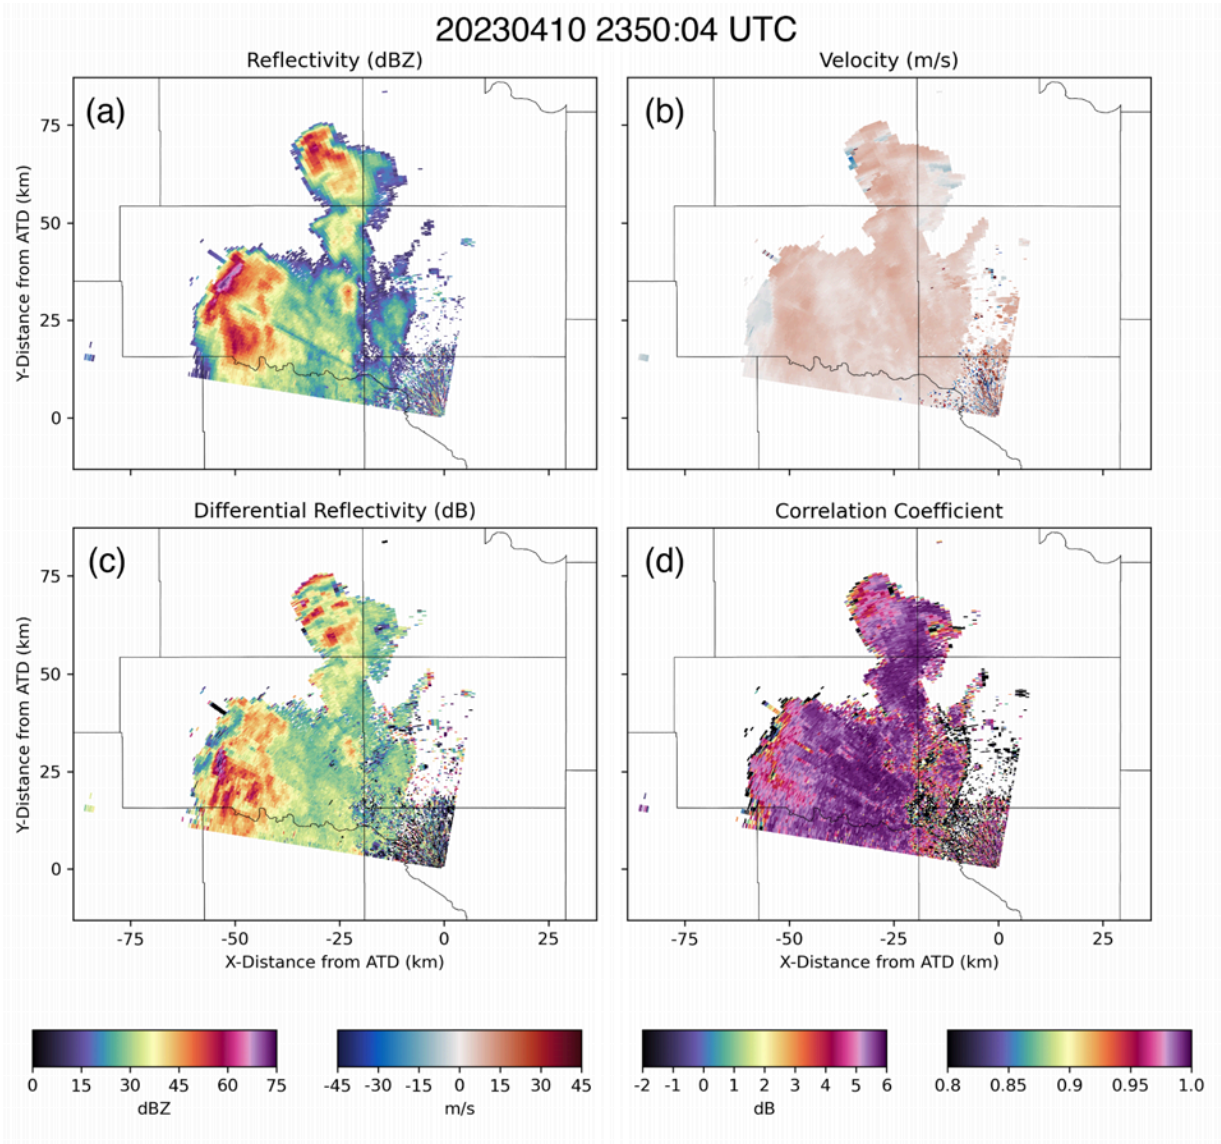 20230410 2350:04 UTC
Reflectivity (dBZ)
Velocity (m/s)
(a)
(b)
Y-Distance from ATD (km)
75
50
25
0
Differential Reflectivity (dB)
Correlation Coefficient
(c)
(d)
Y-Distance from ATD (km)
75
50
25
0
-75 -50 -25 0 25
-75 -50 -25 0 25
X-Distance from ATD (km)
X-Distance from ATD (km)
0 15 30 45 60 75
dBZ
-45 -30 -15 0 15 30 45
m/s
-2 -1 0 1 2 3 4 5 6
dB
0.8 0.85 0.9 0.95 1.0